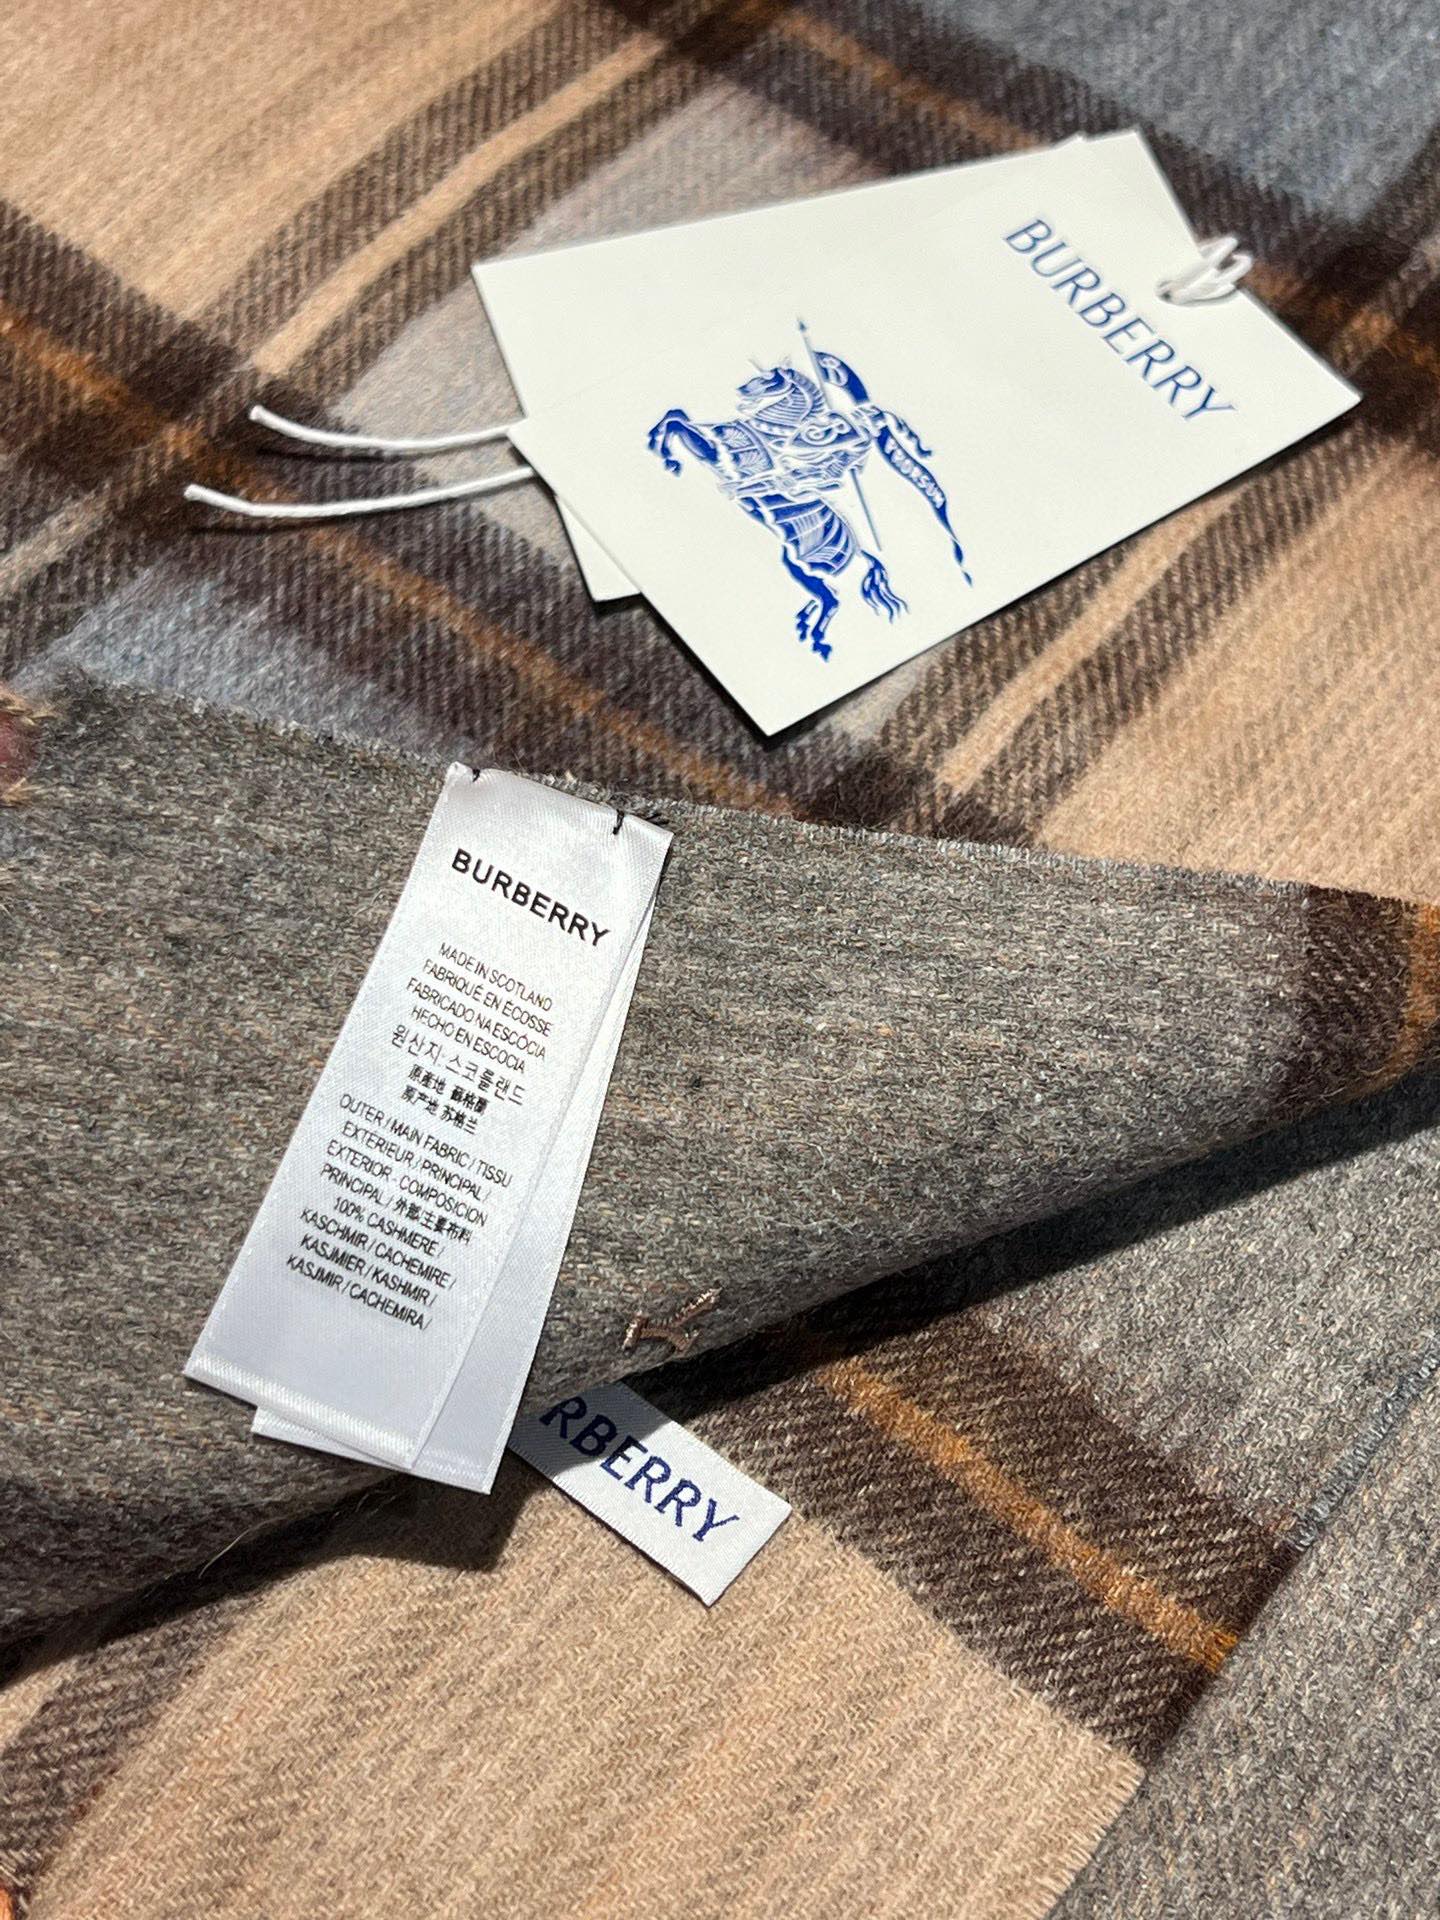 BURBERRY
B
B
PRORSUM
BURBERRY
MADE IN SCOTLAND
FABRIQUÉ EN ÉCOSSE
FABRICADO NA ESCÓCIA
HECHO EN ESCOCIA
원산지: 스코틀랜드
原產地 蘇格蘭
原产地 苏格兰
OUTER / MAIN FABRIC / TISSU
EXTERIEUR / PRINCIPAL /
EXTERIOR - COMPOSICION
PRINCIPAL / 外部/主要布料
100% CASHMERE /
KASCHMIR / CACHEMIRE /
KASJMIER / KASHMIR /
KASJMIR / CACHEMIRA /
RBERRY